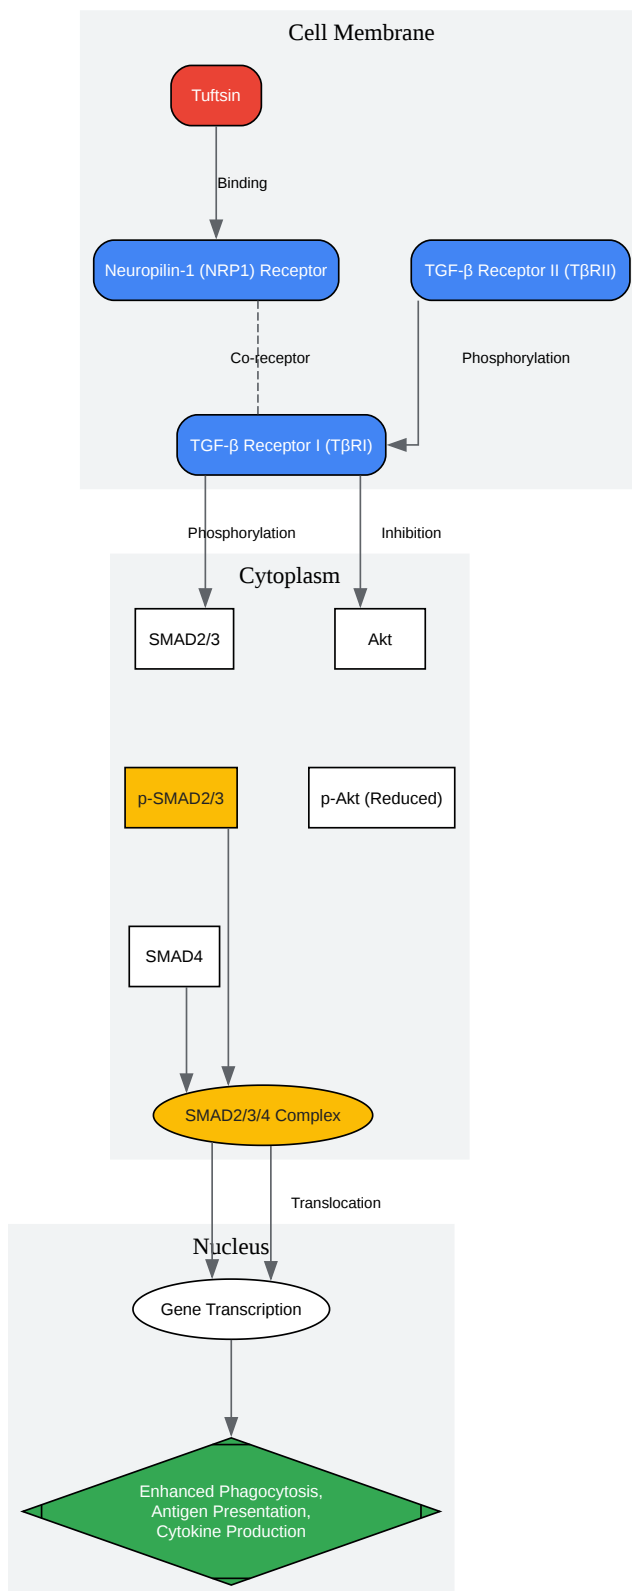 Cell Membrane
Tuftsin
Binding
Neuropilin-1 (NRP1) Receptor
TGF-β Receptor II (TβRII)
Co-receptor
Phosphorylation
TGF-β Receptor I (TβRI)
Phosphorylation
Inhibition
Cytoplasm
SMAD2/3
Akt
p-SMAD2/3
p-Akt (Reduced)
SMAD4
SMAD2/3/4 Complex
Translocation
Nucleus
Gene Transcription
Enhanced Phagocytosis,
Antigen Presentation,
Cytokine Production